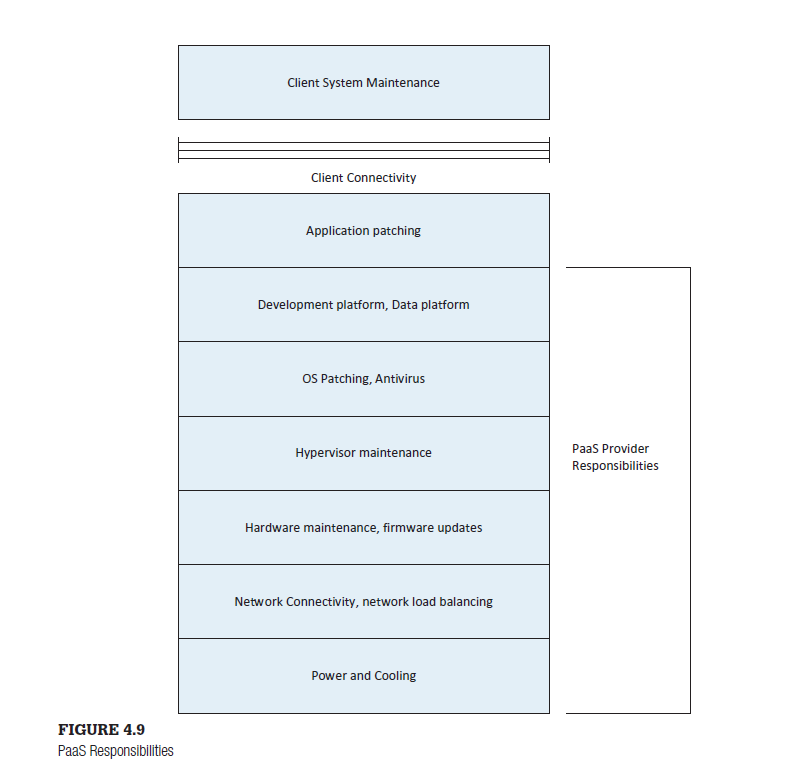 Client System Maintenance
Client Connectivity
Application patching
Development platform, Data platform
OS Patching, Antivirus
Hypervisor maintenance
PaaS Provider
Responsibilities
Hardware maintenance, firmware updates
Network Connectivity, network load balancing
Power and Cooling
FIGURE 4.9
PaaS Responsibilities